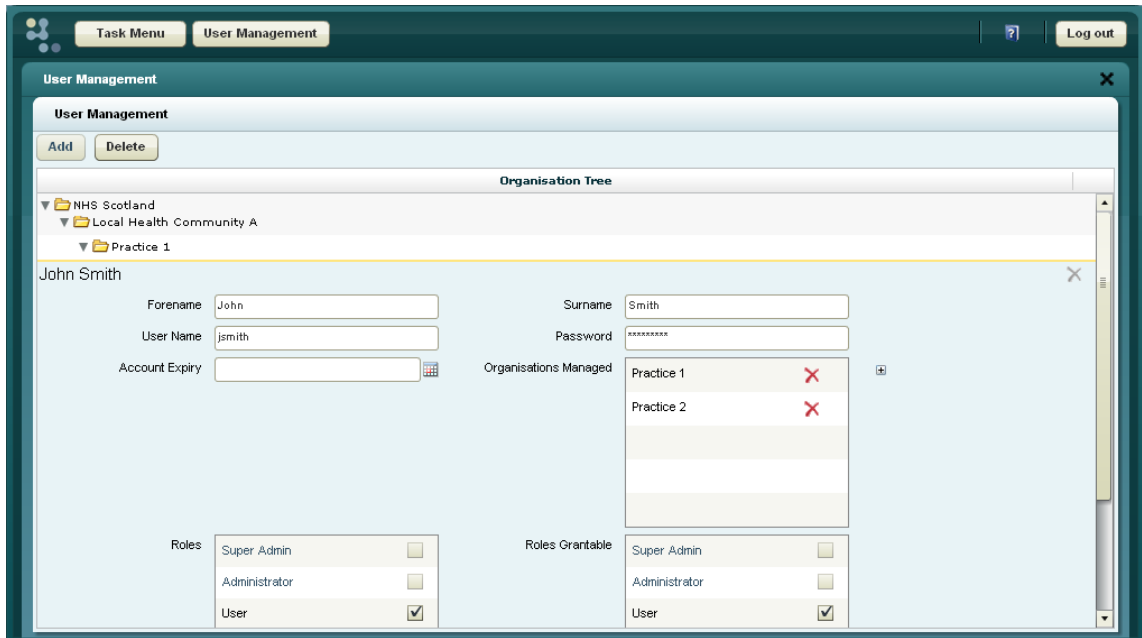 Task Menu User Management ? Log out
User Management
User Management
Add Delete
Organisation Tree
NHS Scotland
Local Health Community A
Practice 1
John Smith
Forename John Surname Smith
User Name jsmith Password *********
Account Expiry Organisations Managed Practice 1
Practice 2
Roles Super Admin Roles Grantable Super Admin
Administrator Administrator
User User